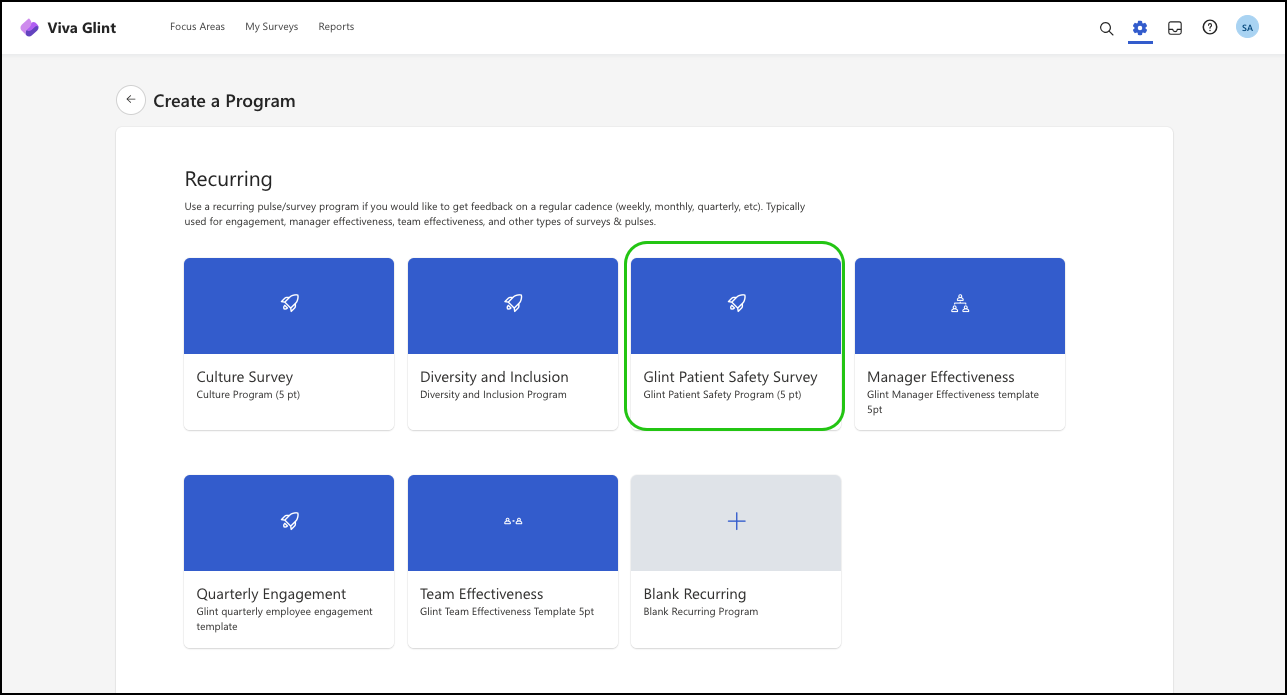 Viva Glint
Focus Areas
My Surveys
Reports
SA
Create a Program
Recurring
Use a recurring pulse/survey program if you would like to get feedback on a regular cadence (weekly, monthly, quarterly, etc). Typically
used for engagement, manager effectiveness, team effectiveness, and other types of surveys & pulses.
Culture Survey
Culture Program (5 pt)
Diversity and Inclusion
Diversity and Inclusion Program
Glint Patient Safety Survey
Glint Patient Safety Program (5 pt)
Manager Effectiveness
Glint Manager Effectiveness template
5pt
Quarterly Engagement
Glint quarterly employee engagement
template
Team Effectiveness
Glint Team Effectiveness Template 5pt
Blank Recurring
Blank Recurring Program